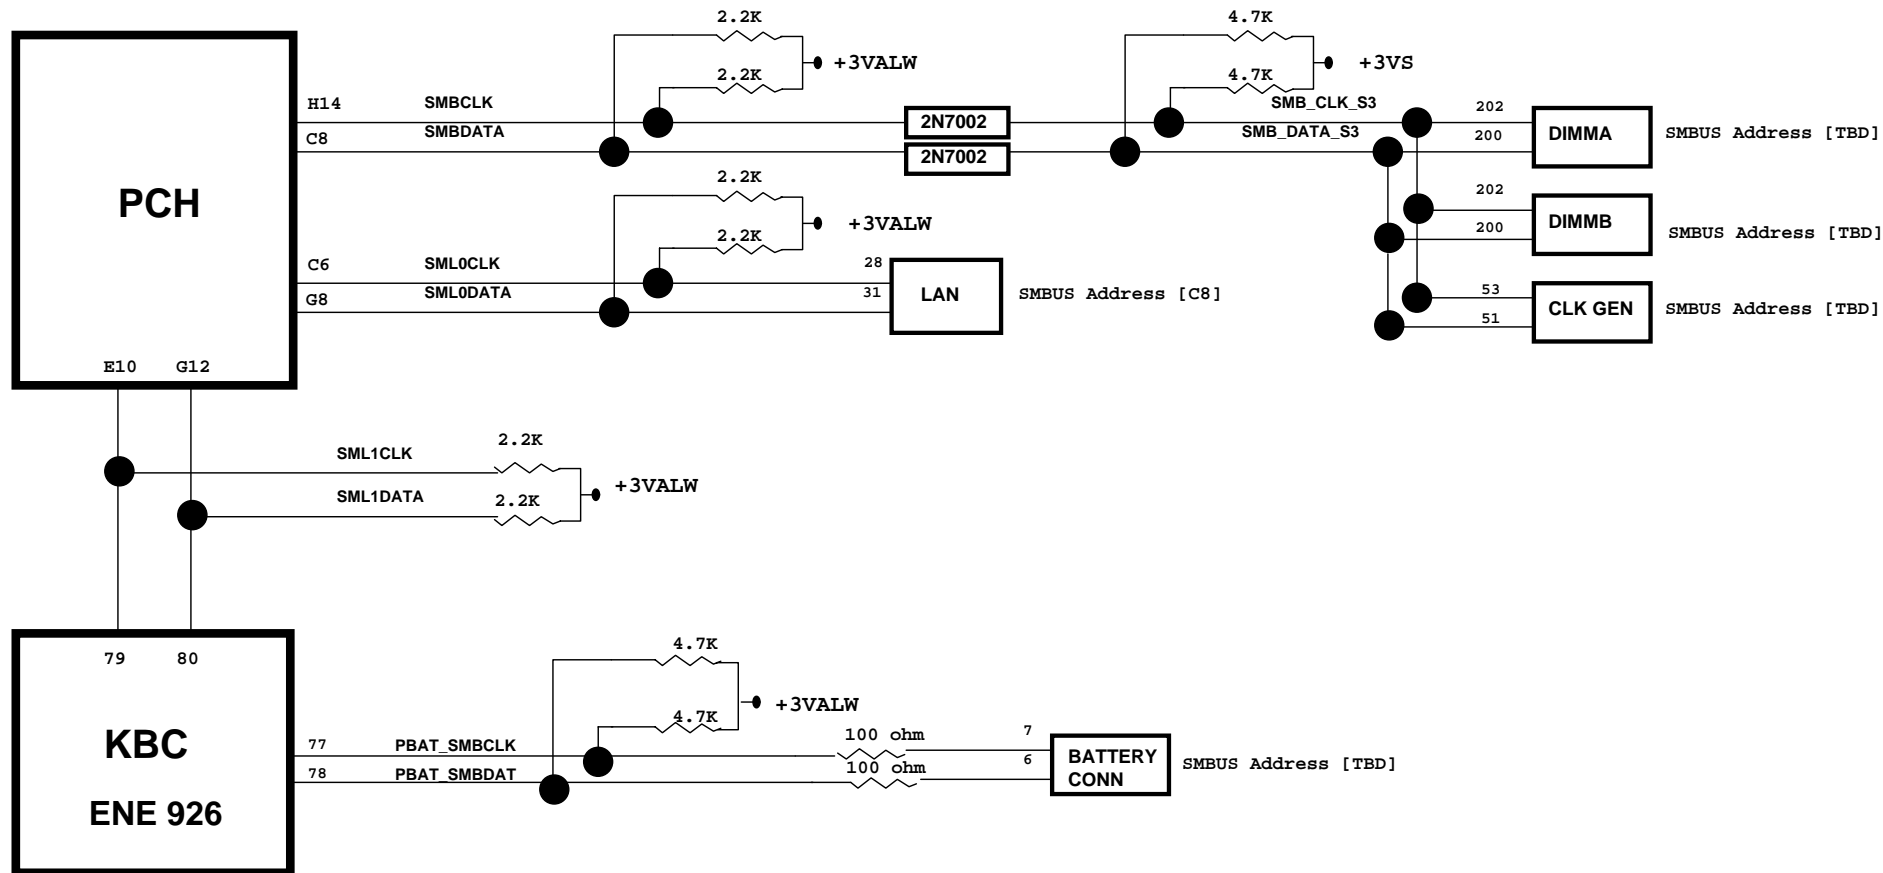 2.2K
4.7K
+3VALW
+3VS
2.2K
4.7K
H14
SMBCLK
SMB_CLK_S3
202
2N7002
DIMMA
SMBUS Address [TBD]
C8
SMBDATA
SMB_DATA_S3
200
2N7002
2.2K
202
PCH
DIMMB
+3VALW
2.2K
200
SMBUS Address [TBD]
C6
SML0CLK
28
G8
SML0DATA
31
LAN
SMBUS Address [C8]
53
CLK GEN
SMBUS Address [TBD]
51
E10
G12
2.2K
SML1CLK
+3VALW
SML1DATA
2.2K
79
80
4.7K
+3VALW
4.7K
KBC
ENE 926
77
PBAT_SMBCLK
100 ohm
7
78
PBAT_SMBDAT
100 ohm
6
BATTERY
CONN
SMBUS Address [TBD]